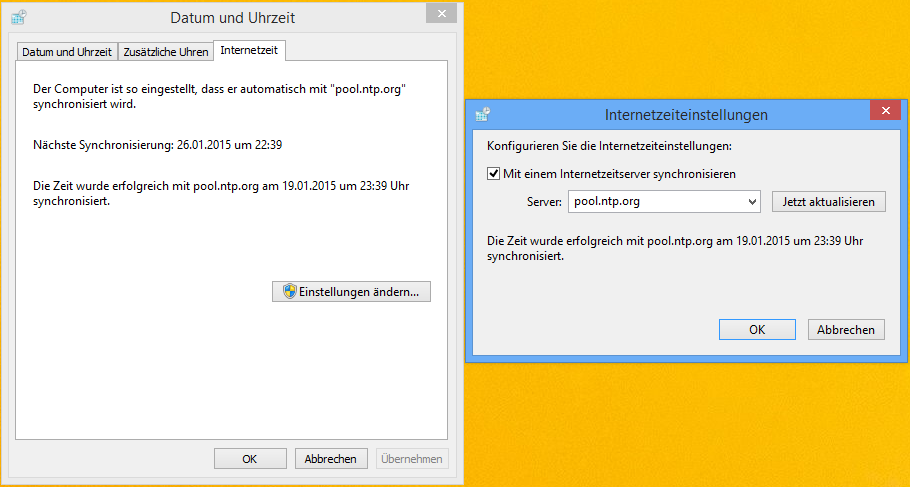 Datum und Uhrzeit
Datum und Uhrzeit
Zusätzliche Uhren
Internetzeit
Der Computer ist so eingestellt, dass er automatisch mit "pool.ntp.org"
synchronisiert wird.
Nächste Synchronisierung: 26.01.2015 um 22:39
Die Zeit wurde erfolgreich mit pool.ntp.org am 19.01.2015 um 23:39 Uhr
synchronisiert.
Einstellungen ändern...
OK
Abbrechen
Übernehmen
Internetzeiteinstellungen
Konfigurieren Sie die Internetzeiteinstellungen:
Mit einem Internetzeitserver synchronisieren
Server: pool.ntp.org
Jetzt aktualisieren
Die Zeit wurde erfolgreich mit pool.ntp.org am 19.01.2015 um 23:39 Uhr
synchronisiert.
OK
Abbrechen